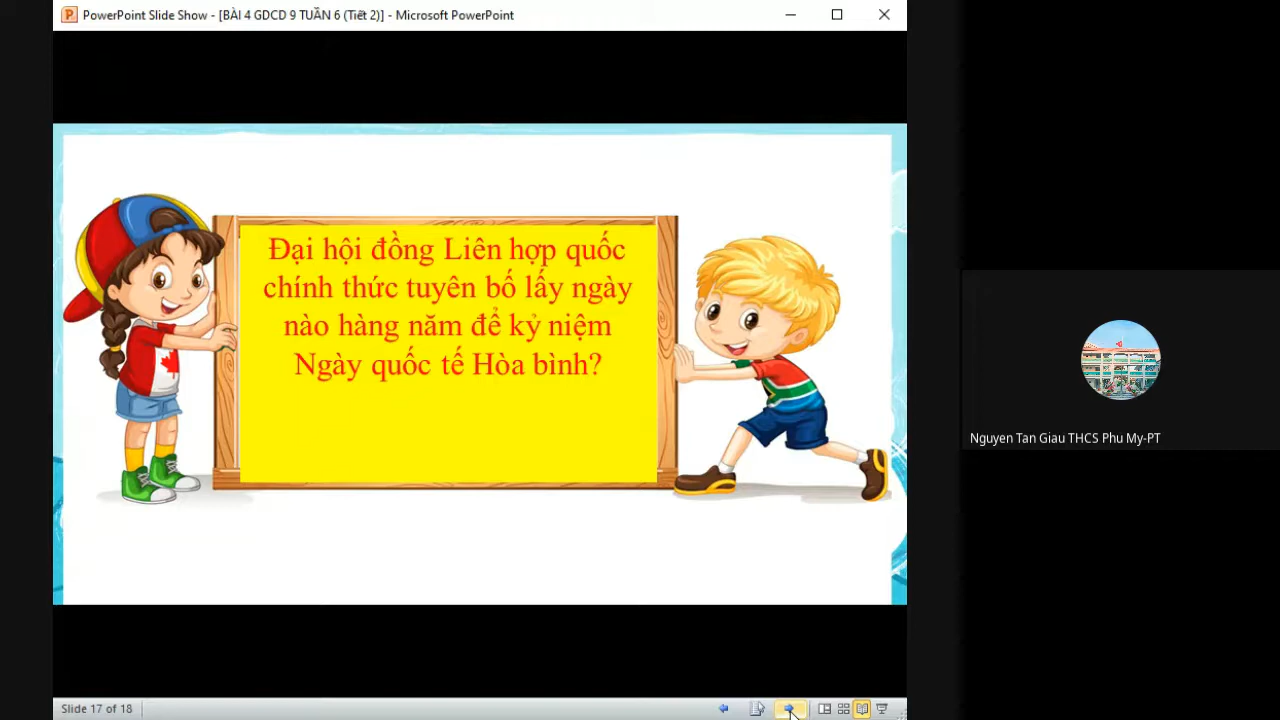 PowerPoint Slide Show - [BÀI 4 GDCD 9 TUẦN 6 (Tiết 2)] - Microsoft PowerPoint
Đại hội đồng Liên hợp quốc
chính thức tuyên bố lấy ngày
nào hàng năm để kỷ niệm
Ngày quốc tế Hòa bình?
Nguyen Tan Giau THCS Phu My-PT
Slide 17 of 18